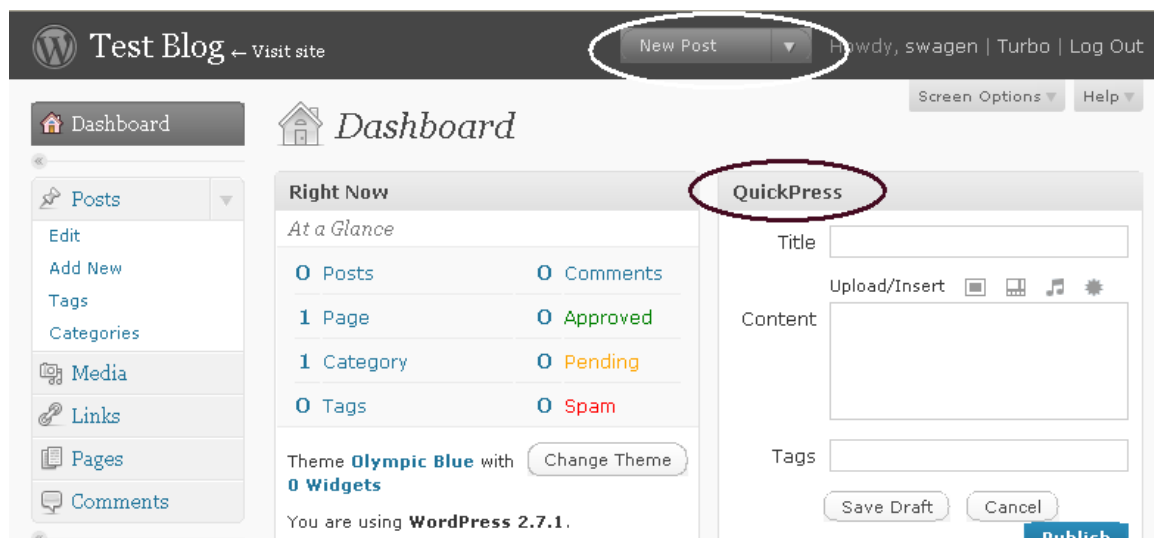 Test Blog ← Visit site
New Post
Howdy, swagen | Turbo | Log Out
Screen Options
Help
Dashboard
Posts
Edit
Add New
Tags
Categories
Media
Links
Pages
Comments
Dashboard
Right Now
At a Glance
0 Posts 0 Comments
1 Page 0 Approved
1 Category 0 Pending
0 Tags 0 Spam
Theme Olympic Blue with
0 Widgets
Change Theme
You are using WordPress 2.7.1.
QuickPress
Title
Upload/Insert
Content
Tags
Save Draft
Cancel
Publish